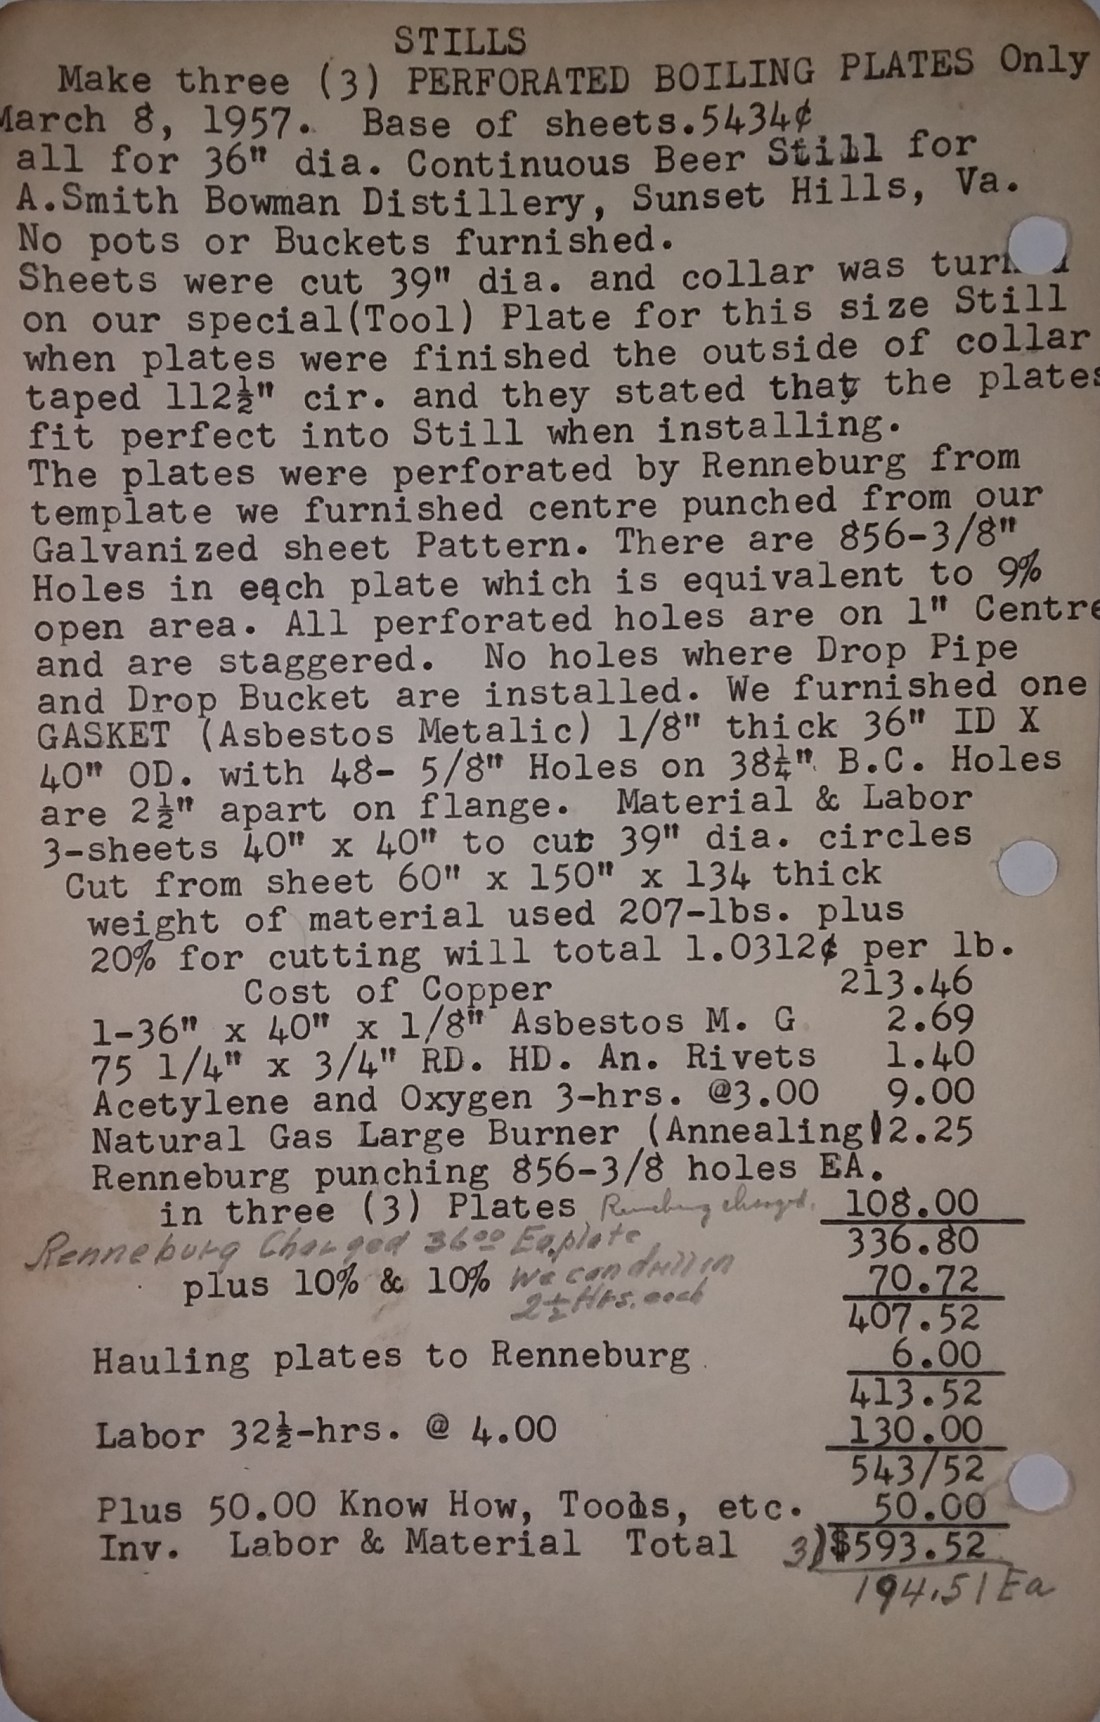 STILLS
Make three (3) PERFORATED BOILING PLATES Only
March 8, 1957. Base of sheets.5434¢
all for 36" dia. Continuous Beer Still for
A.Smith Bowman Distillery, Sunset Hills, Va.
No pots or Buckets furnished.
Sheets were cut 39" dia. and collar was turned
on our special(Tool) Plate for this size Still
when plates were finished the outside of collar
taped 112½" cir. and they stated that the plates
fit perfect into Still when installing.
The plates were perforated by Renneburg from
template we furnished centre punched from our
Galvanized sheet Pattern. There are 856-3/8"
Holes in each plate which is equivalent to 9%
open area. All perforated holes are on 1" Centre
and are staggered. No holes where Drop Pipe
and Drop Bucket are installed. We furnished one
GASKET (Asbestos Metalic) 1/8" thick 36" ID X
40" OD. with 48- 5/8" Holes on 38¼" B.C. Holes
are 2½" apart on flange. Material & Labor
3-sheets 40" x 40" to cut 39" dia. circles
Cut from sheet 60" x 150" x 134 thick
weight of material used 207-lbs. plus
20% for cutting will total 1.0312¢ per lb.
Cost of Copper 213.46
1-36" x 40" x 1/8" Asbestos M. G 2.69
75 1/4" x 3/4" RD. HD. An. Rivets 1.40
Acetylene and Oxygen 3-hrs. @3.00 9.00
Natural Gas Large Burner (Annealing)2.25
Renneburg punching 856-3/8 holes EA.
in three (3) Plates Renneburg charged. 108.00
Renneburg Charged 36⁰⁰ Ea.plate 336.80
plus 10% & 10% We can drill in 70.72
2½ Hrs. each 407.52
Hauling plates to Renneburg. 6.00
413.52
Labor 32½-hrs. @ 4.00 130.00
543/52
Plus 50.00 Know How, Tools, etc. 50.00
Inv. Labor & Material Total 3)$593.52
194.51 Ea